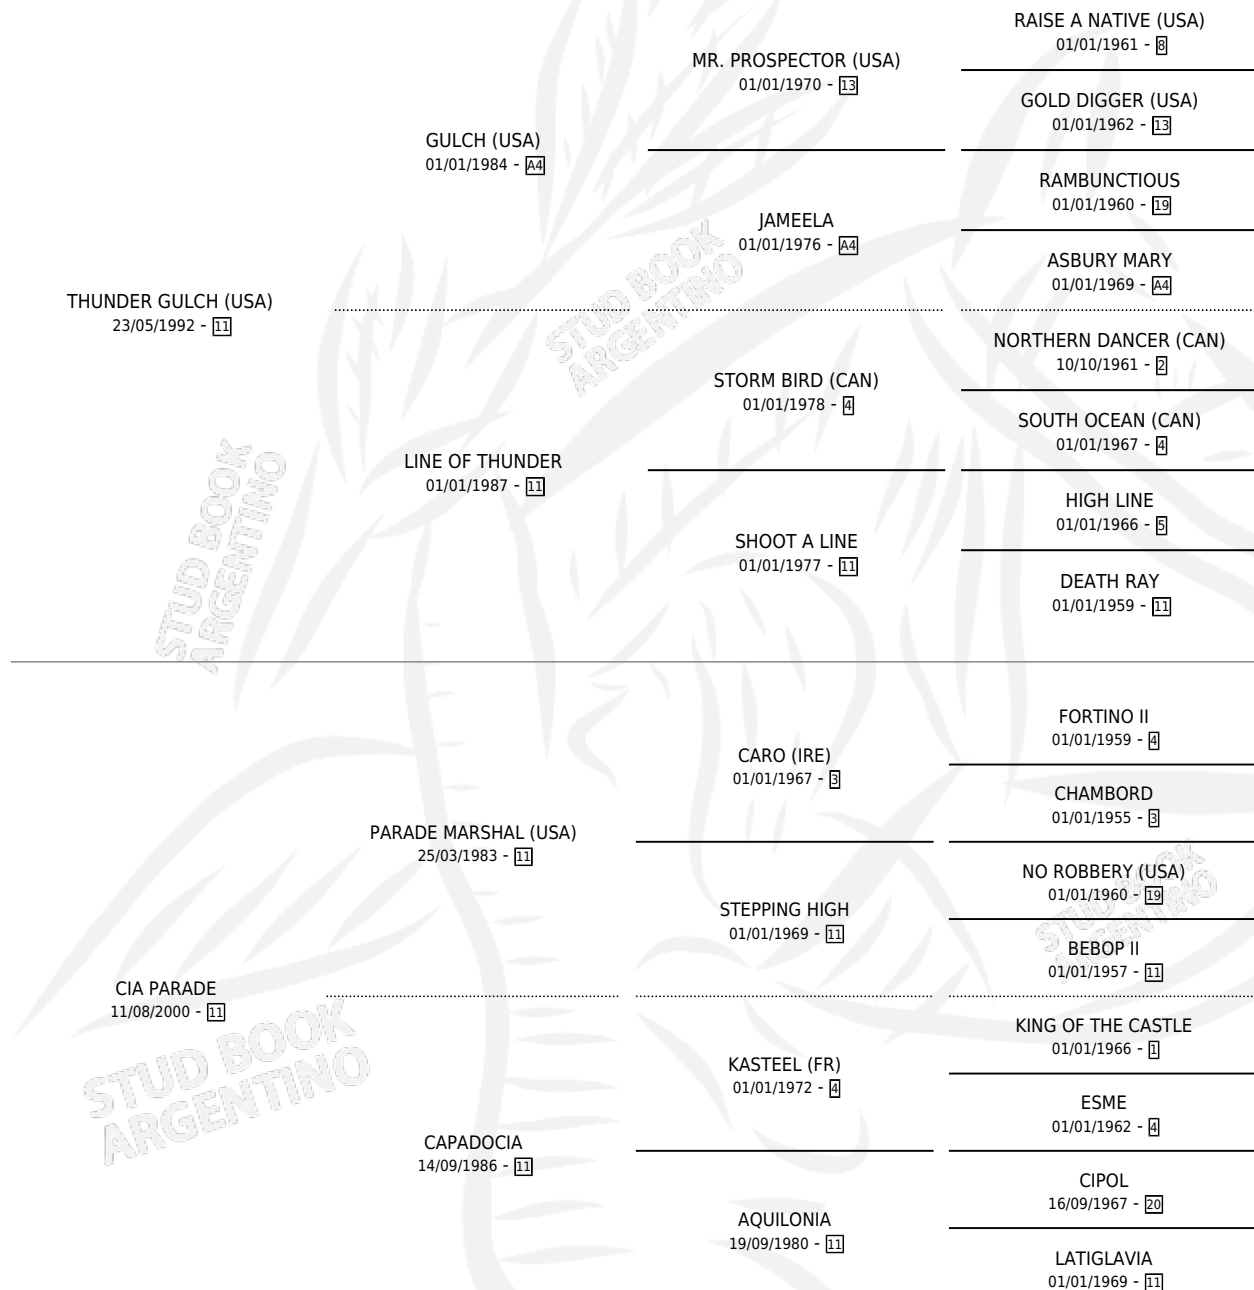 RAISE A NATIVE (USA)
01/01/1961 - 8
MR. PROSPECTOR (USA)
01/01/1970 - 13
GOLD DIGGER (USA)
01/01/1962 - 13
GULCH (USA)
01/01/1984 - A4
RAMBUNCTIOUS
01/01/1960 - 19
JAMEELA
01/01/1976 - A4
ASBURY MARY
01/01/1969 - A4
THUNDER GULCH (USA)
23/05/1992 - 11
NORTHERN DANCER (CAN)
10/10/1961 - 2
STORM BIRD (CAN)
01/01/1978 - 4
SOUTH OCEAN (CAN)
01/01/1967 - 4
LINE OF THUNDER
01/01/1987 - 11
HIGH LINE
01/01/1966 - 5
SHOOT A LINE
01/01/1977 - 11
DEATH RAY
01/01/1959 - 11
FORTINO II
01/01/1959 - 4
CARO (IRE)
01/01/1967 - 3
CHAMBORD
01/01/1955 - 3
PARADE MARSHAL (USA)
25/03/1983 - 11
NO ROBBERY (USA)
01/01/1960 - 19
STEPPING HIGH
01/01/1969 - 11
BEBOP II
01/01/1957 - 11
CIA PARADE
11/08/2000 - 11
KING OF THE CASTLE
01/01/1966 - 1
KASTEEL (FR)
01/01/1972 - 4
ESME
01/01/1962 - 4
CAPADOCIA
14/09/1986 - 11
CIPOL
16/09/1967 - 20
AQUILONIA
19/09/1980 - 11
LATIGLAVIA
01/01/1969 - 11
STUD BOOK
ARGENTINO
STUD BOOK
ARGENTINO
STUD BOOK
ARGENTINO
STUD BOOK
ARGENTINO